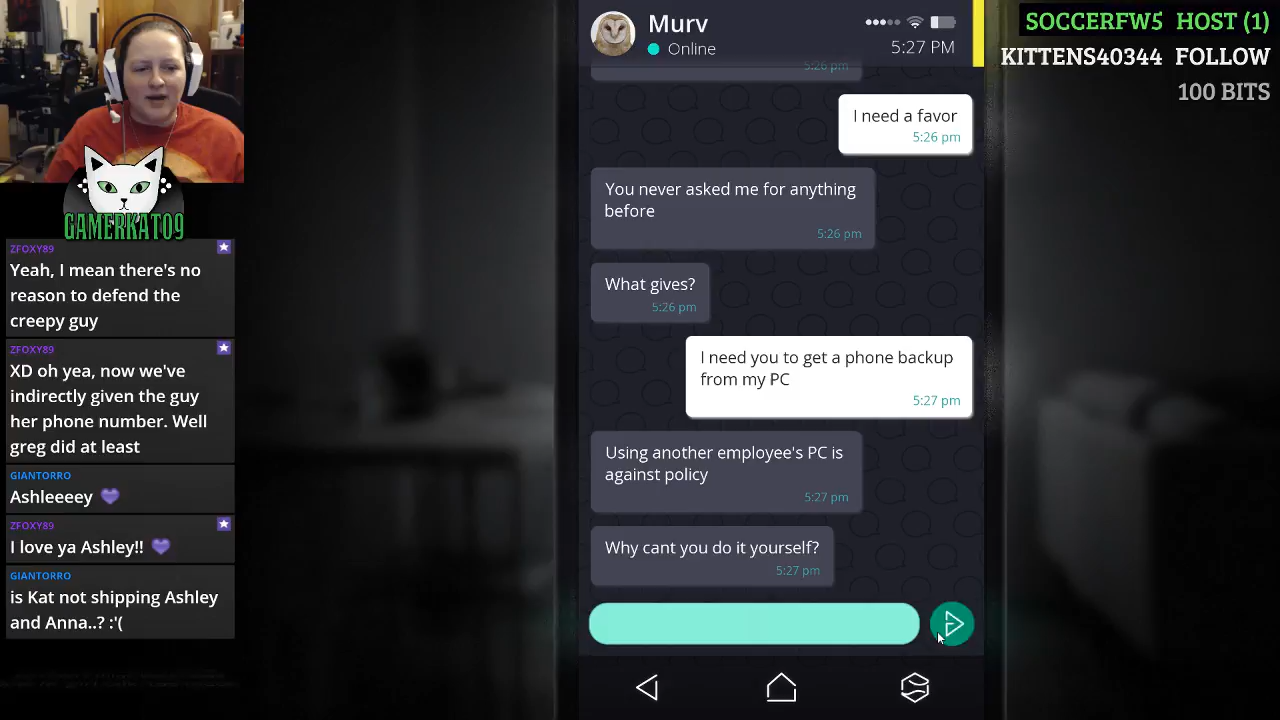 SOCCERFW5 HOST (1)
KITTENS40344 FOLLOW
100 BITS
Murv
Online
5:27 PM
5:26 pm
I need a favor
5:26 pm
You never asked me for anything
before
5:26 pm
What gives?
5:26 pm
I need you to get a phone backup
from my PC
5:27 pm
Using another employee's PC is
against policy
5:27 pm
Why cant you do it yourself?
5:27 pm
GAMERKAT09
ZFOXY89
Yeah, I mean there's no
reason to defend the
creepy guy
ZFOXY89
XD oh yea, now we've
indirectly given the guy
her phone number. Well
greg did at least
GIANTORRO
Ashleeeey 💜
ZFOXY89
I love ya Ashley!! 💜
GIANTORRO
is Kat not shipping Ashley
and Anna..? :'(